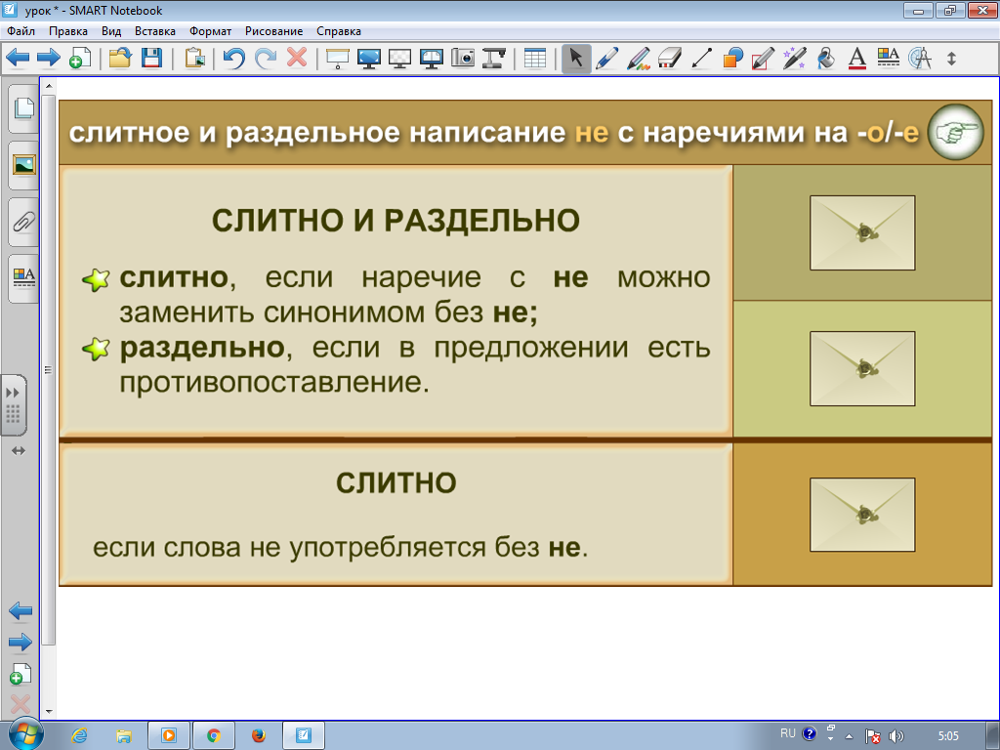 урок * - SMART Notebook
Файл Правка Вид Вставка Формат Рисование Справка
слитное и раздельное написание не с наречиями на -о/-е
СЛИТНО И РАЗДЕЛЬНО
слитно, если наречие с не можно
заменить синонимом без не;
раздельно, если в предложении есть
противопоставление.
СЛИТНО
если слова не употребляется без не.
RU 5:05